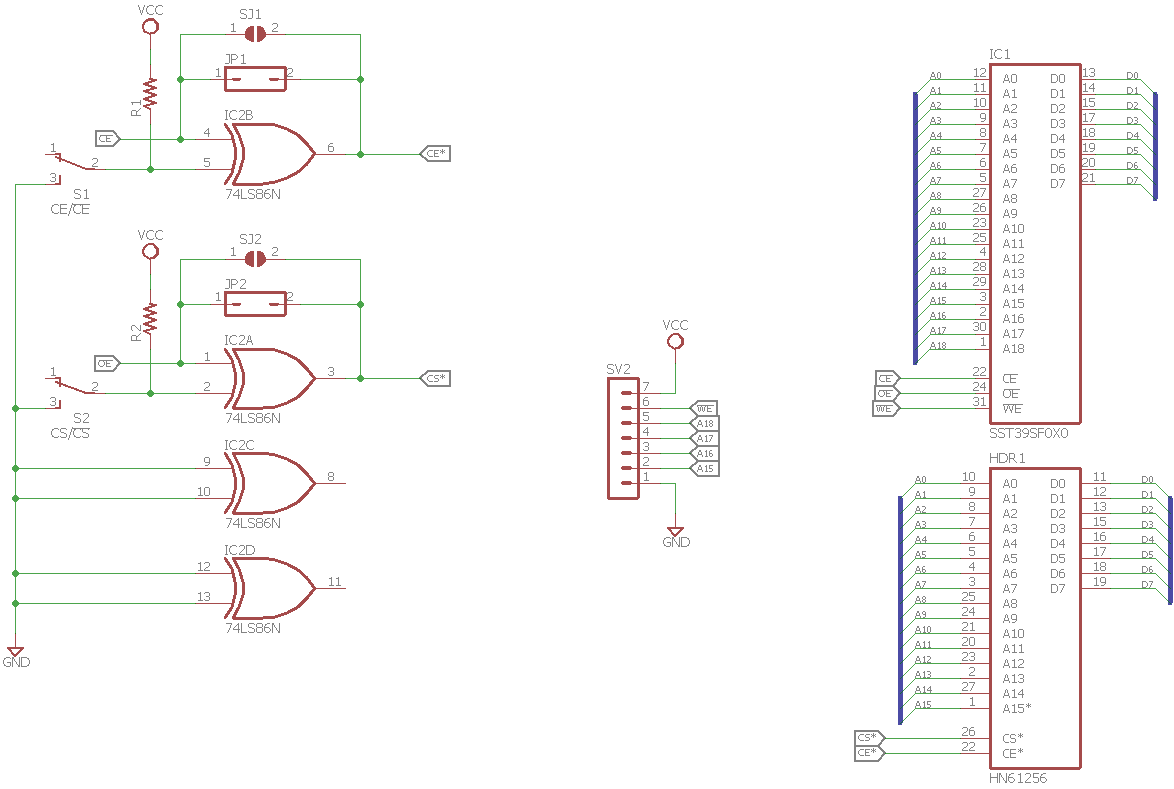 VCC
SJ1
1 2
JP1
1 2
R1
IC2B
CE
4
6
CE*
5
1
2
3
S1
CE/CE
74LS86N
VCC
SJ2
1 2
JP2
1 2
R2
IC2A
OE
1
3
CS*
2
1
2
3
S2
CS/CS
74LS86N
IC2C
9
8
10
74LS86N
IC2D
12
11
13
74LS86N
GND
VCC
SV2
7
6 WE
5 A18
4 A17
3 A16
2 A15
1
GND
IC1
A0 12 A0 D0 13 D0
A1 11 A1 D1 14 D1
A2 10 A2 D2 15 D2
A3 9 A3 D3 17 D3
A4 8 A4 D4 18 D4
A5 7 A5 D5 19 D5
A6 6 A6 D6 20 D6
A7 5 A7 D7 21 D7
A8 27 A8
A9 26 A9
A10 23 A10
A11 25 A11
A12 4 A12
A13 28 A13
A14 29 A14
A15 3 A15
A16 2 A16
A17 30 A17
A18 1 A18
CE 22 CE
OE 24 OE
WE 31 WE
SST39SF0X0
HDR1
A0 10 A0 D0 11 D0
A1 9 A1 D1 12 D1
A2 8 A2 D2 13 D2
A3 7 A3 D3 15 D3
A4 6 A4 D4 16 D4
A5 5 A5 D5 17 D5
A6 4 A6 D6 18 D6
A7 3 A7 D7 19 D7
A8 25 A8
A9 24 A9
A10 21 A10
A11 20 A11
A12 23 A12
A13 2 A13
A14 27 A14
A15 1 A15*
CS* 26 CS*
CE* 22 CE*
HN61256